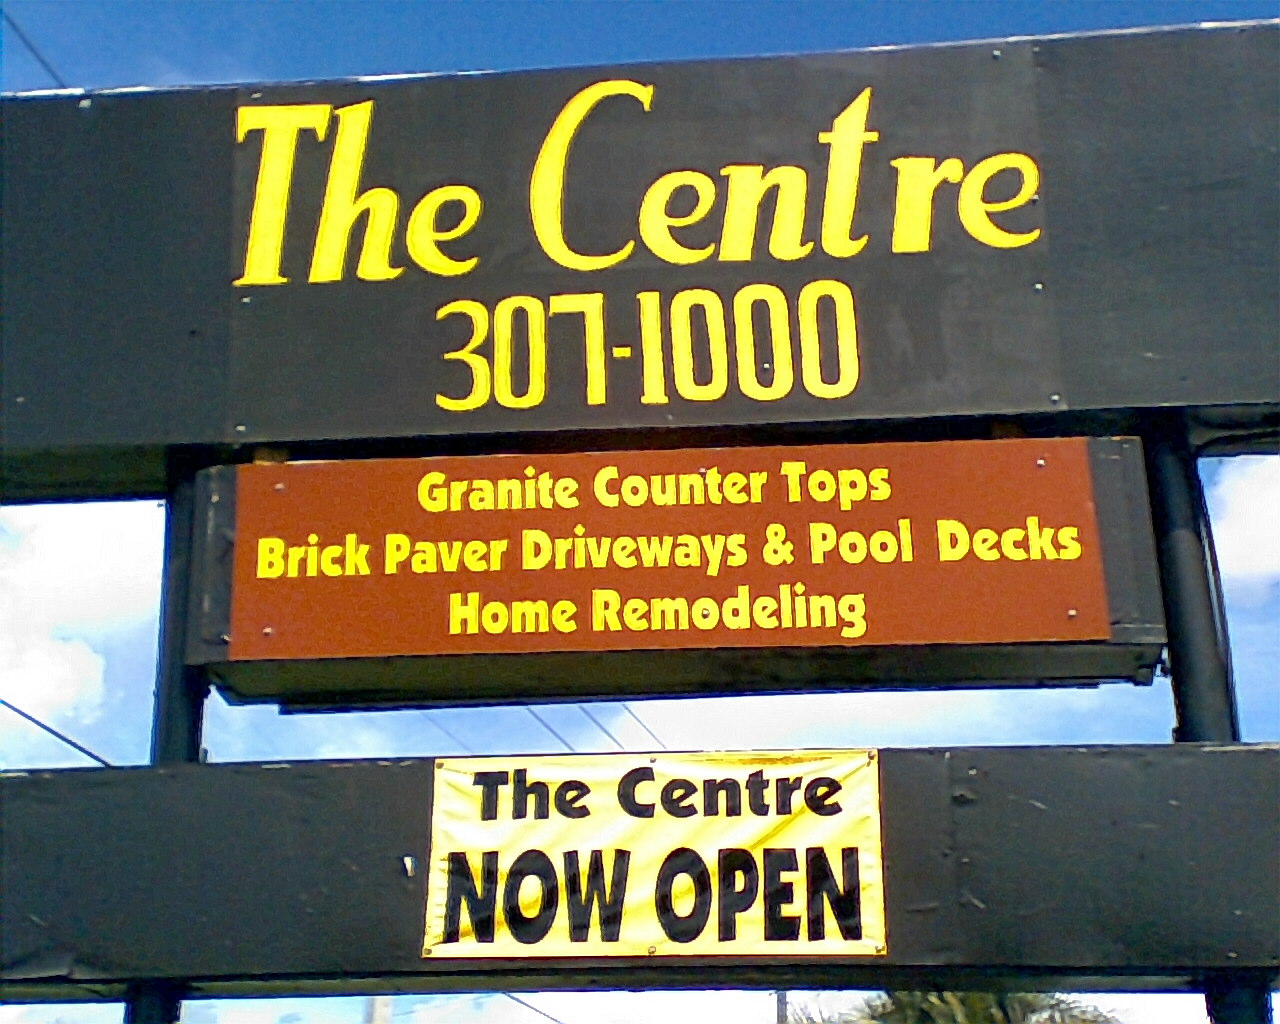 The Centre
307-1000
Granite Counter Tops
Brick Paver Driveways & Pool Decks
Home Remodeling
The Centre
NOW OPEN